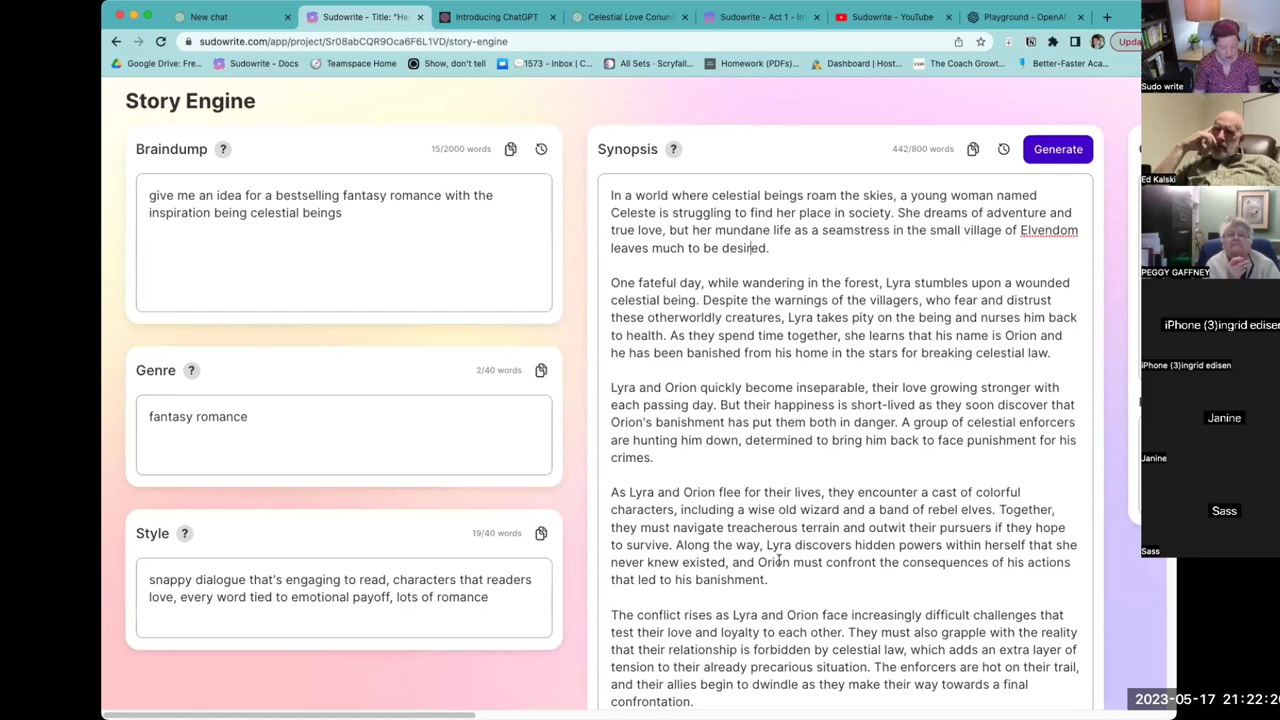 New chat
Sudowrite - Title: "Hea
Introducing ChatGPT
Celestial Love Conund
Sudowrite - Act 1 - In
Sudowrite - YouTube
Playground - OpenAI
sudowrite.com/app/project/Sr08abCQR9Oca6F6L1VD/story-engine
Upda
Google Drive: Fre...
Sudowrite - Docs
Teamspace Home
Show, don't tell
1573 - Inbox | C...
All Sets · Scryfall...
Homework (PDFs)...
Dashboard | Host...
The Coach Growt...
Better-Faster Aca...
Story Engine
Braindump ?
15/2000 words
give me an idea for a bestselling fantasy romance with the
inspiration being celestial beings
Genre ?
2/40 words
fantasy romance
Style ?
19/40 words
snappy dialogue that's engaging to read, characters that readers
love, every word tied to emotional payoff, lots of romance
Synopsis ?
442/800 words
Generate
In a world where celestial beings roam the skies, a young woman named
Celeste is struggling to find her place in society. She dreams of adventure and
true love, but her mundane life as a seamstress in the small village of Elvendom
leaves much to be desired.
One fateful day, while wandering in the forest, Lyra stumbles upon a wounded
celestial being. Despite the warnings of the villagers, who fear and distrust
these otherworldly creatures, Lyra takes pity on the being and nurses him back
to health. As they spend time together, she learns that his name is Orion and
he has been banished from his home in the stars for breaking celestial law.
Lyra and Orion quickly become inseparable, their love growing stronger with
each passing day. But their happiness is short-lived as they soon discover that
Orion's banishment has put them both in danger. A group of celestial enforcers
are hunting him down, determined to bring him back to face punishment for his
crimes.
As Lyra and Orion flee for their lives, they encounter a cast of colorful
characters, including a wise old wizard and a band of rebel elves. Together,
they must navigate treacherous terrain and outwit their pursuers if they hope
to survive. Along the way, Lyra discovers hidden powers within herself that she
never knew existed, and Orion must confront the consequences of his actions
that led to his banishment.
The conflict rises as Lyra and Orion face increasingly difficult challenges that
test their love and loyalty to each other. They must also grapple with the reality
that their relationship is forbidden by celestial law, which adds an extra layer of
tension to their already precarious situation. The enforcers are hot on their trail,
and their allies begin to dwindle as they make their way towards a final
confrontation.
Sudo write
Ed Kalski
PEGGY GAFFNEY
iPhone (3)ingrid edisen
iPhone (3)ingrid edisen
Janine
Janine
Sass
Sass
2023-05-17 21:22:2